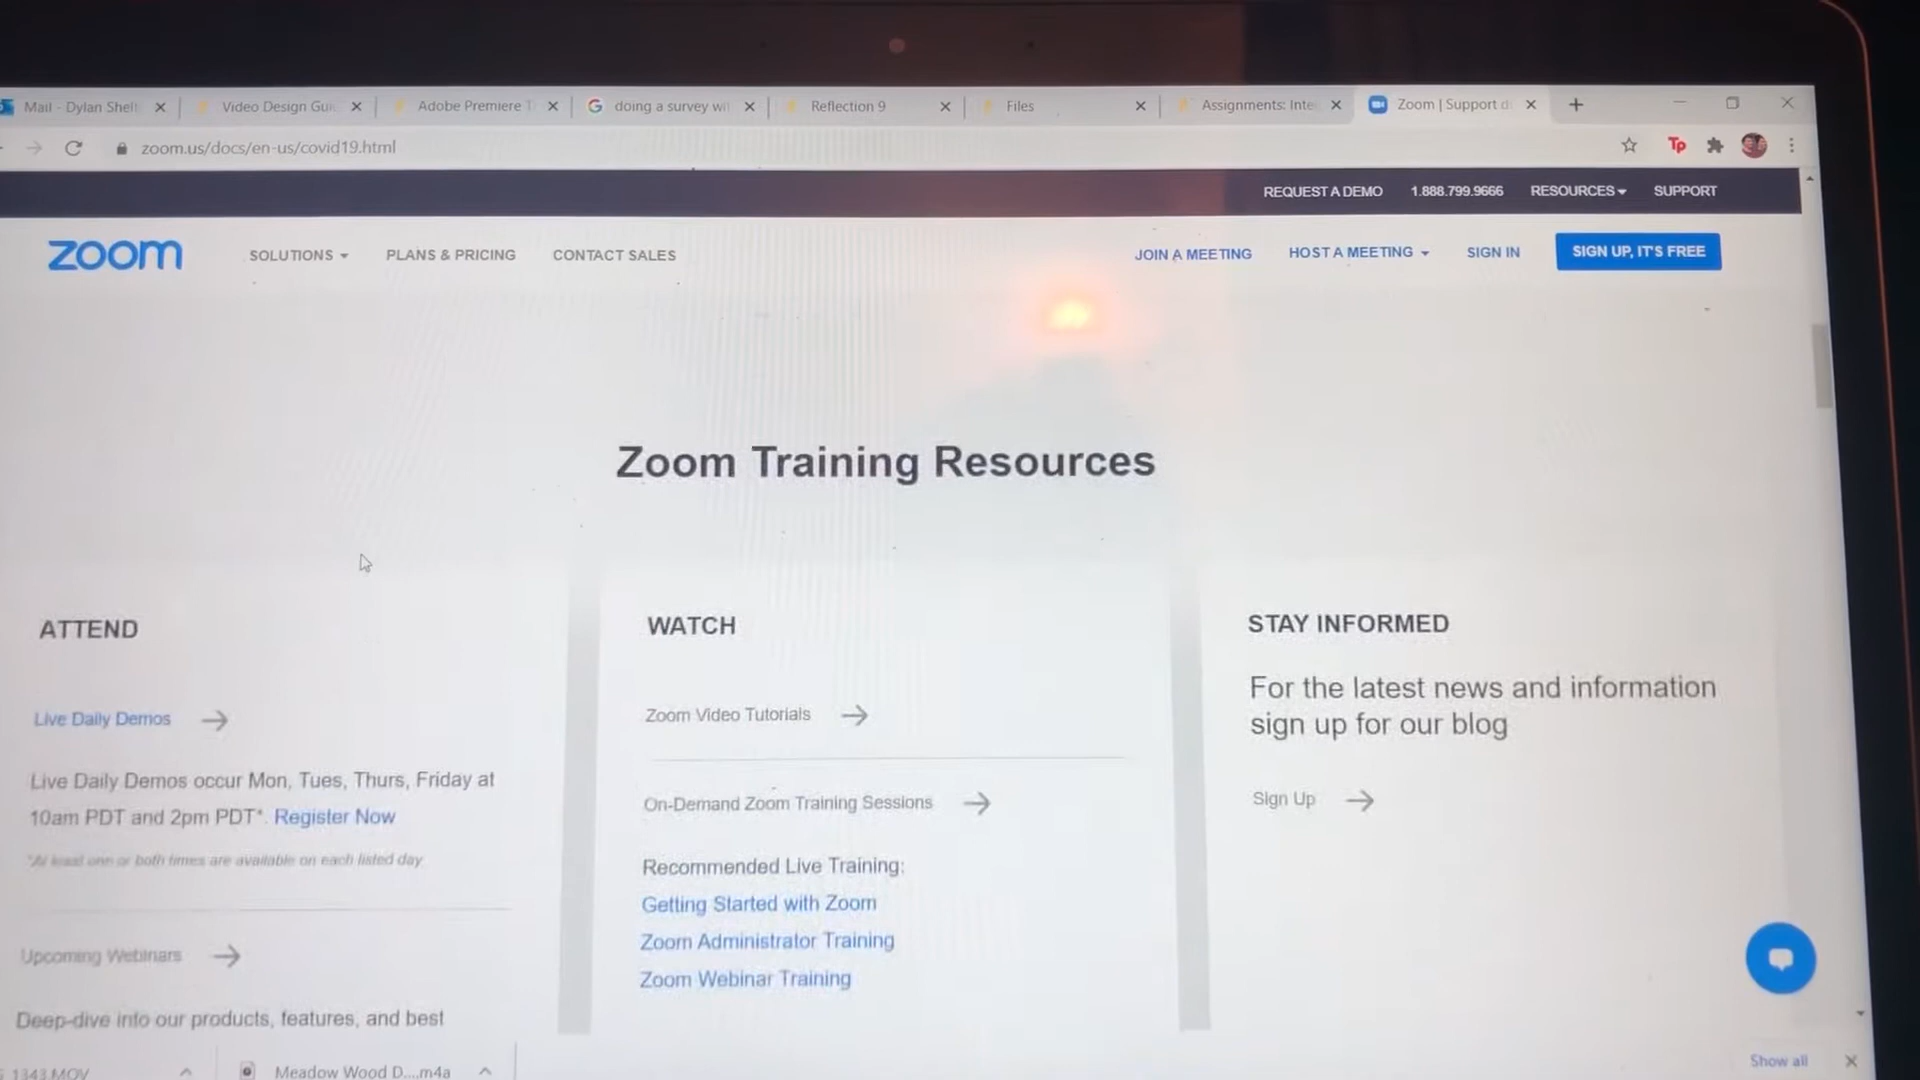 Mail - Dylan Shel
Video Design Gui
Adobe Premiere
doing a survey wi
Reflection 9
Files
Assignments: Inte
Zoom | Support d
zoom.us/docs/en-us/covid19.html
Tp
REQUEST A DEMO
1.888.799.9666
RESOURCES
SUPPORT
zoom
SOLUTIONS
PLANS & PRICING
CONTACT SALES
JOIN A MEETING
HOST A MEETING
SIGN IN
SIGN UP, IT'S FREE
Zoom Training Resources
ATTEND
Live Daily Demos
Live Daily Demos occur Mon, Tues, Thurs, Friday at
10am PDT and 2pm PDT*. Register Now
*At least one or both times are available on each listed day
Upcoming Webinars
Deep-dive into our products, features, and best
WATCH
Zoom Video Tutorials
On-Demand Zoom Training Sessions
Recommended Live Training:
Getting Started with Zoom
Zoom Administrator Training
Zoom Webinar Training
STAY INFORMED
For the latest news and information
sign up for our blog
Sign Up
1343.MOV
Meadow Wood D....m4a
Show all